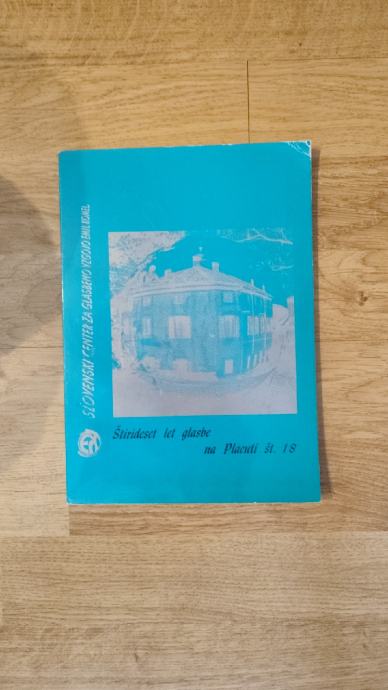 SLOVENSKI CENTER ZA GLASBENO VZGOJO EMIL KOMEL
Štirideset let glasbe
na Placuti št. 18